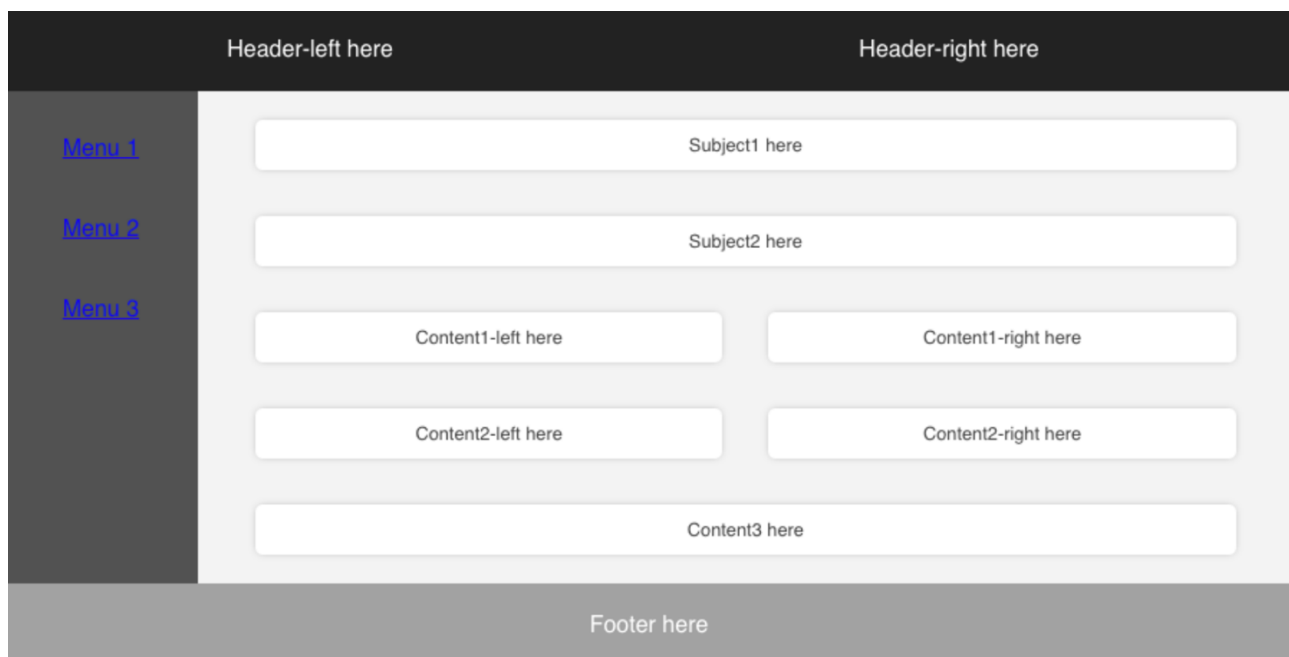 Header-left here
Header-right here
Menu 1
Menu 2
Menu 3
Subject1 here
Subject2 here
Content1-left here
Content1-right here
Content2-left here
Content2-right here
Content3 here
Footer here